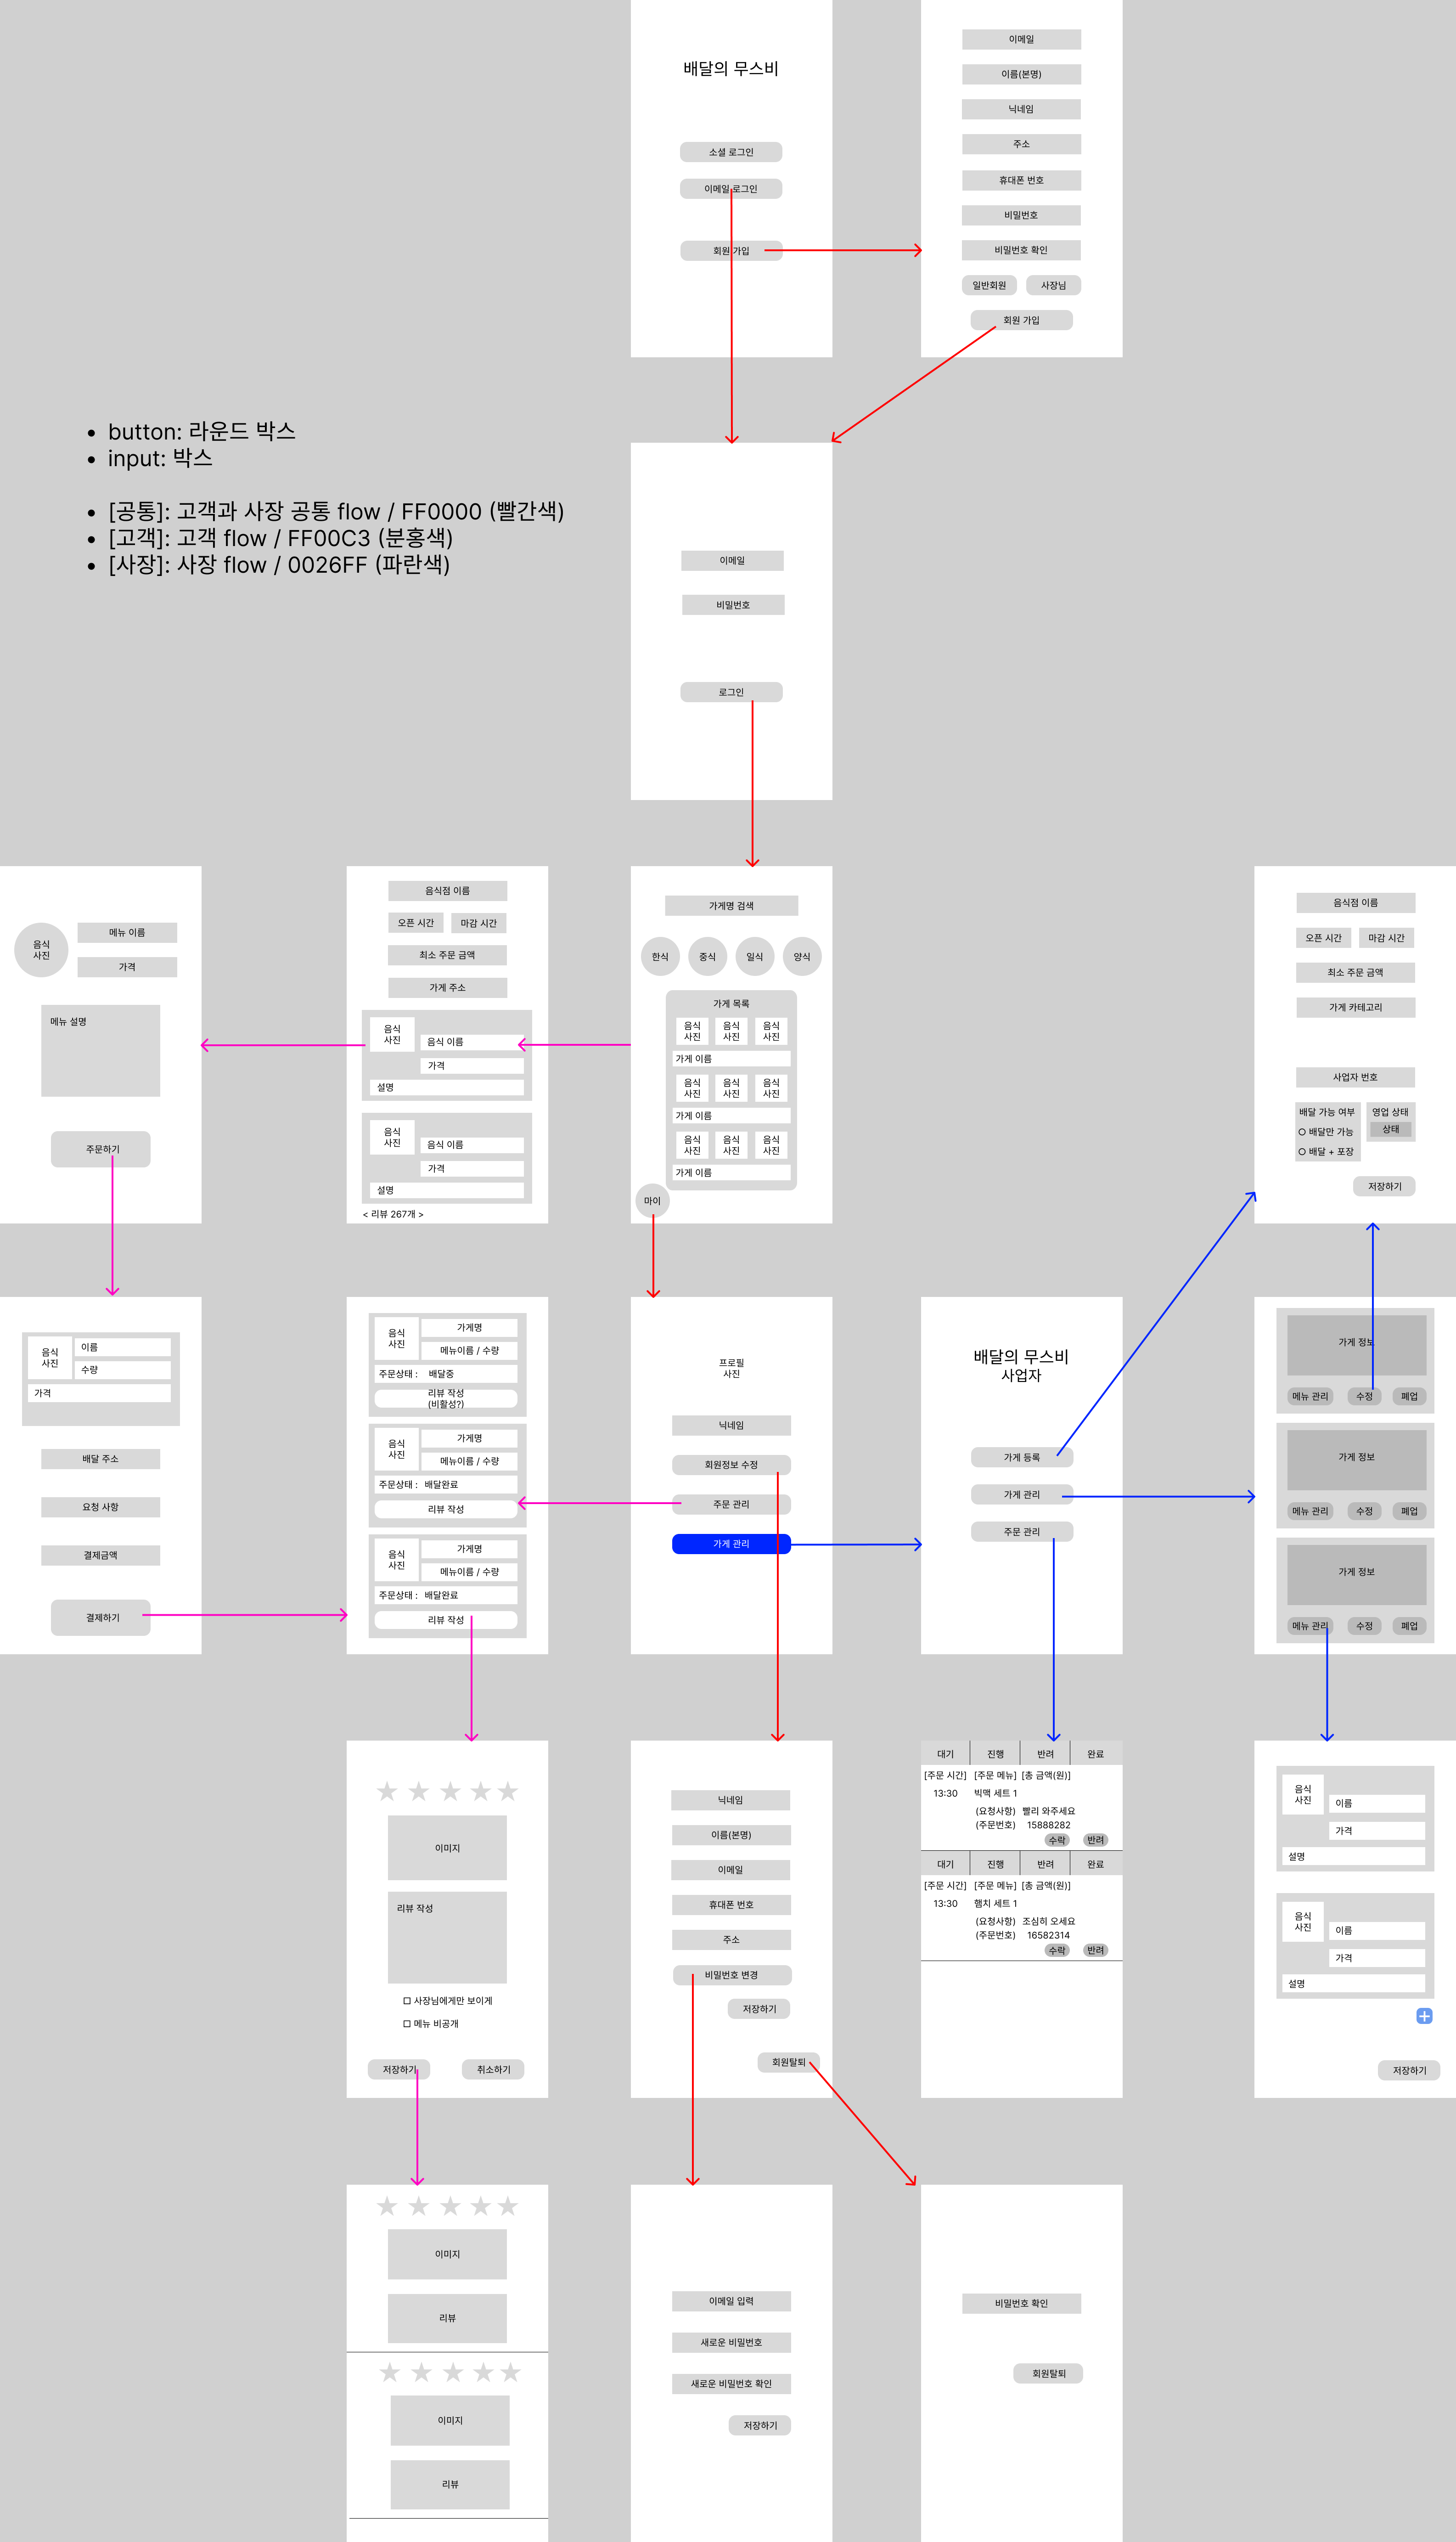 배달의 무스비
소셜 로그인
이메일 로그인
회원 가입
이메일
이름(본명)
닉네임
주소
휴대폰 번호
비밀번호
비밀번호 확인
일반회원 사장님
회원 가입
• button: 라운드 박스
• input: 박스
• [공통]: 고객과 사장 공통 flow / FF0000 (빨간색)
• [고객]: 고객 flow / FF00C3 (분홍색)
• [사장]: 사장 flow / 0026FF (파란색)
이메일
비밀번호
로그인
음식
사진
메뉴 이름
가격
메뉴 설명
주문하기
음식점 이름
오픈 시간 마감 시간
최소 주문 금액
가게 주소
음식
사진
음식 이름
가격
설명
음식
사진
음식 이름
가격
설명
< 리뷰 267개 >
가게명 검색
한식 중식 일식 양식
가게 목록
음식 음식 음식
사진 사진 사진
가게 이름
음식 음식 음식
사진 사진 사진
가게 이름
음식 음식 음식
사진 사진 사진
가게 이름
마이
음식점 이름
오픈 시간 마감 시간
최소 주문 금액
가게 카테고리
사업자 번호
배달 가능 여부
배달만 가능
배달 + 포장
영업 상태
상태
저장하기
음식
사진
이름
수량
가격
배달 주소
요청 사항
결제금액
결제하기
음식
사진
가게명
메뉴이름 / 수량
주문상태 : 배달중
리뷰 작성
(비활성?)
음식
사진
가게명
메뉴이름 / 수량
주문상태 : 배달완료
리뷰 작성
음식
사진
가게명
메뉴이름 / 수량
주문상태 : 배달완료
리뷰 작성
프로필
사진
닉네임
회원정보 수정
주문 관리
가게 관리
배달의 무스비
사업자
가게 등록
가게 관리
주문 관리
가게 정보
메뉴 관리 수정 폐업
가게 정보
메뉴 관리 수정 폐업
가게 정보
메뉴 관리 수정 폐업
이미지
리뷰 작성
사장님에게만 보이게
메뉴 비공개
저장하기 취소하기
닉네임
이름(본명)
이메일
휴대폰 번호
주소
비밀번호 변경
저장하기
회원탈퇴
대기 진행 반려 완료
[주문 시간] [주문 메뉴] [총 금액(원)]
13:30 빅맥 세트 1
(요청사항) 빨리 와주세요
(주문번호) 15888282
수락 반려
대기 진행 반려 완료
[주문 시간] [주문 메뉴] [총 금액(원)]
13:30 햄치 세트 1
(요청사항) 조심히 오세요
(주문번호) 16582314
수락 반려
음식
사진
이름
가격
설명
음식
사진
이름
가격
설명
저장하기
이미지
리뷰
이미지
리뷰
이메일 입력
새로운 비밀번호
새로운 비밀번호 확인
저장하기
비밀번호 확인
회원탈퇴